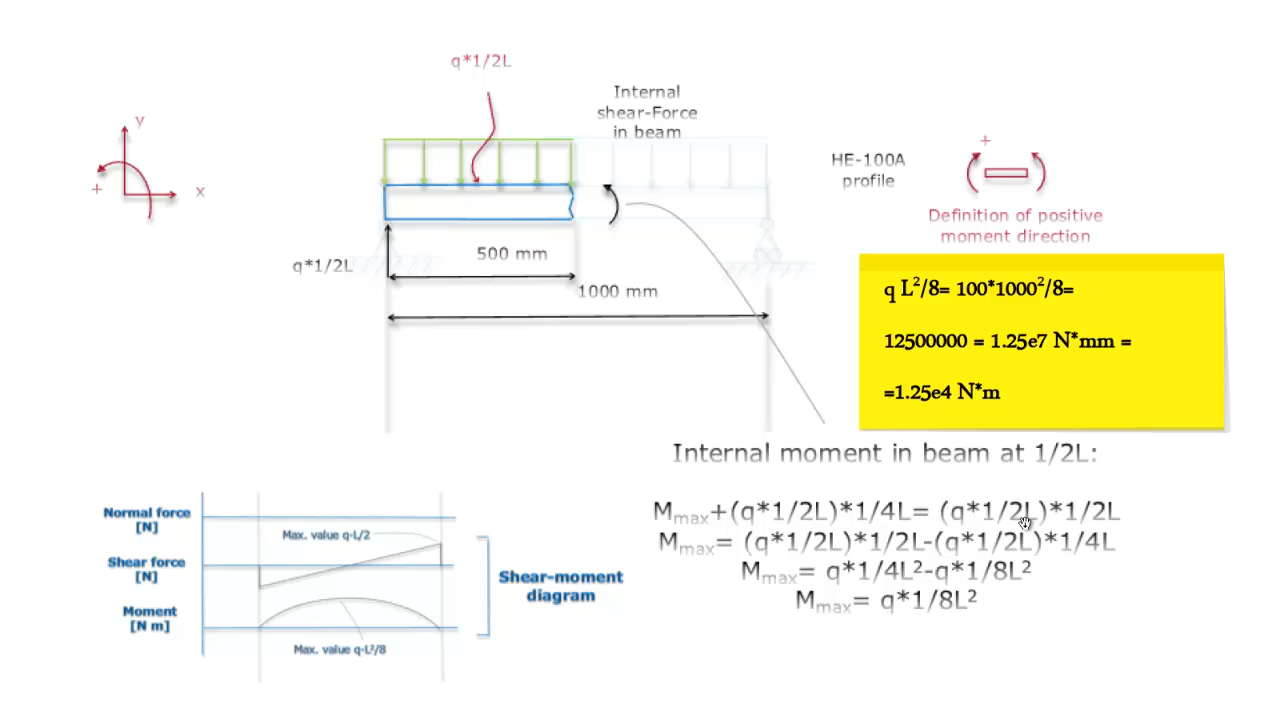 q*1/2L
Internal
shear-Force
in beam
y
+
x
HE-100A
profile
+
Definition of positive
moment direction
q*1/2L
500 mm
1000 mm
q L²/8= 100*1000²/8=
12500000 = 1.25e7 N*mm =
=1.25e4 N*m
Internal moment in beam at 1/2L:
Mmax+(q*1/2L)*1/4L= (q*1/2L)*1/2L
Mmax= (q*1/2L)*1/2L-(q*1/2L)*1/4L
Mmax= q*1/4L²-q*1/8L²
Mmax= q*1/8L²
Normal force
[N]
Max. value q·L/2
Shear force
[N]
Moment
[N m]
Max. value q·L²/8
Shear-moment
diagram